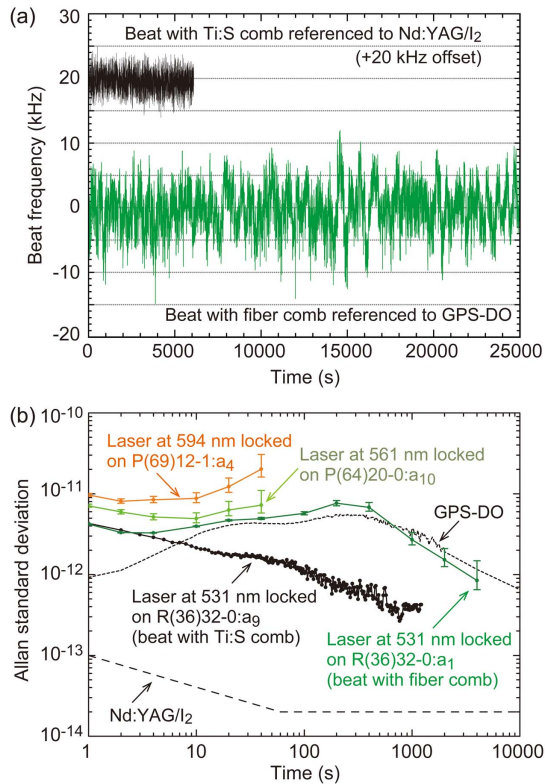 (a)
30
20
10
0
-10
-20
Beat frequency (kHz)
Beat with Ti:S comb referenced to Nd:YAG/I2
(+20 kHz offset)
Beat with fiber comb referenced to GPS-DO
0 5000 10000 15000 20000 25000
Time (s)
(b)
10-10
10-11
10-12
10-13
10-14
Allan standard deviation
Laser at 594 nm locked
on P(69)12-1:a4
Laser at 561 nm locked
on P(64)20-0:a10
GPS-DO
Laser at 531 nm locked
on R(36)32-0:a9
(beat with Ti:S comb)
Laser at 531 nm locked
on R(36)32-0:a1
(beat with fiber comb)
Nd:YAG/I2
1 10 100 1000 10000
Time (s)